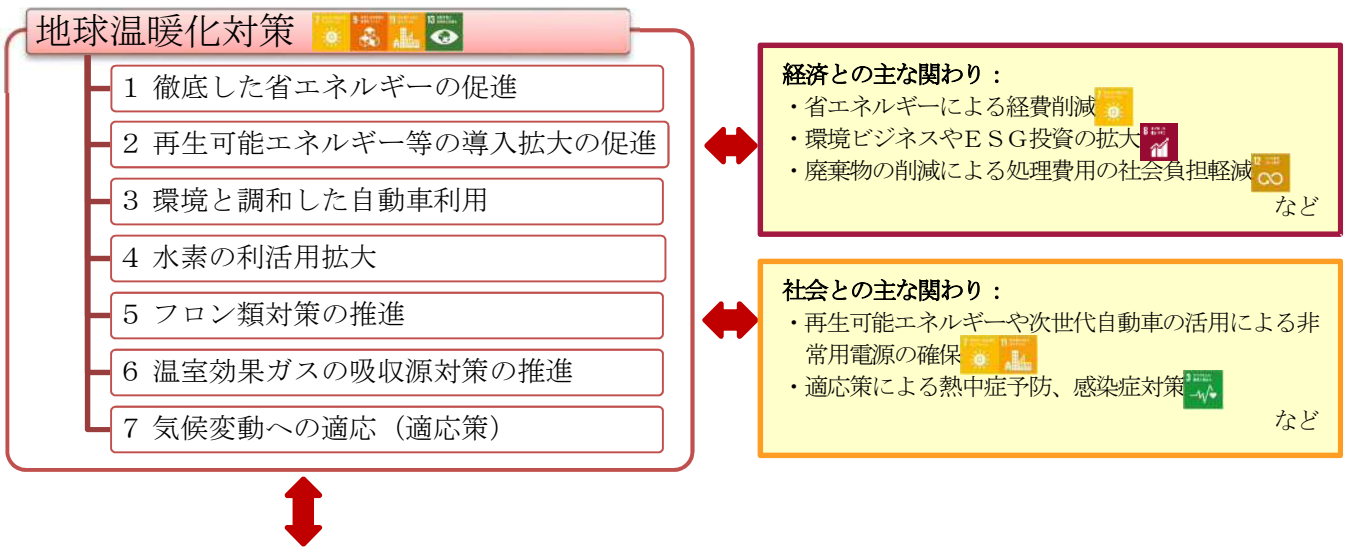 地球温暖化対策
1 徹底した省エネルギーの促進
2 再生可能エネルギー等の導入拡大の促進
3 環境と調和した自動車利用
4 水素の利活用拡大
5 フロン類対策の推進
6 温室効果ガスの吸収源対策の推進
7 気候変動への適応（適応策）
経済との主な関わり：
・省エネルギーによる経費削減
・環境ビジネスやＥＳＧ投資の拡大
・廃棄物の削減による処理費用の社会負担軽減
など
社会との主な関わり：
・再生可能エネルギーや次世代自動車の活用による非
常用電源の確保
・適応策による熱中症予防、感染症対策
など